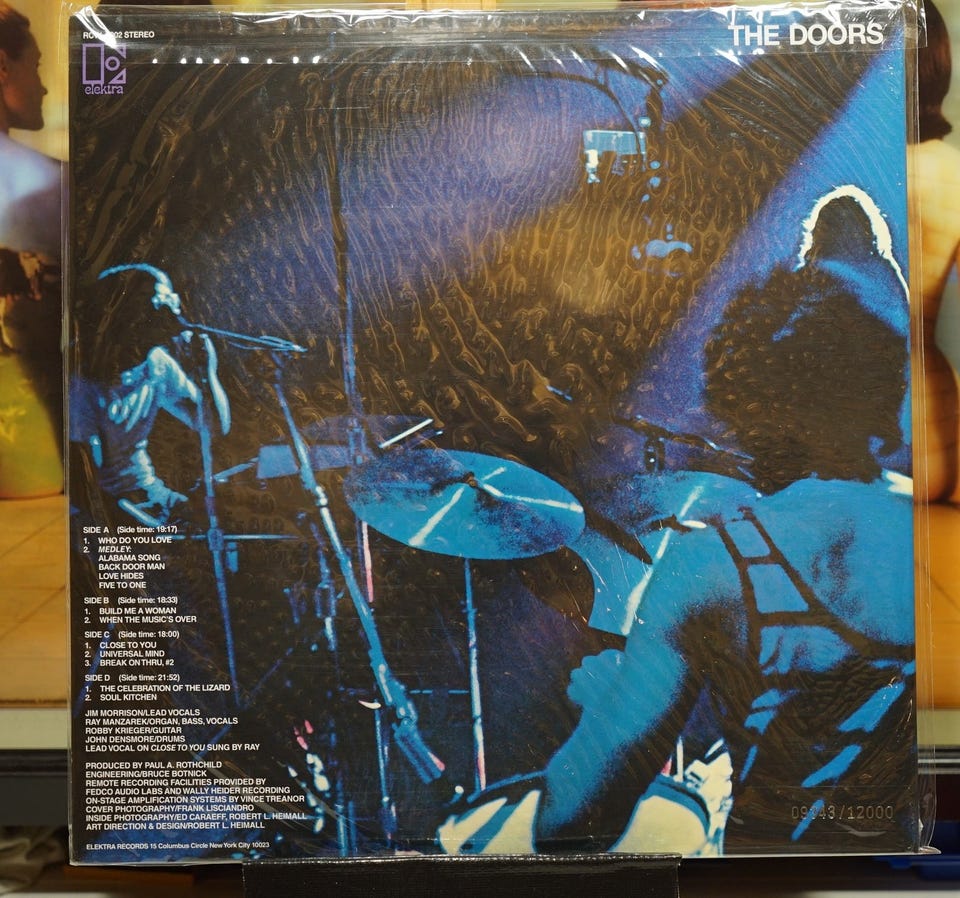 STEREO
THE DOORS
elektra
SIDE A (Side time: 19:17)
1. WHO DO YOU LOVE
2. MEDLEY:
ALABAMA SONG
BACK DOOR MAN
LOVE HIDES
FIVE TO ONE
SIDE B (Side time: 18:33)
1. BUILD ME A WOMAN
2. WHEN THE MUSIC'S OVER
SIDE C (Side time: 18:00)
1. CLOSE TO YOU
2. UNIVERSAL MIND
3. BREAK ON THRU, #2
SIDE D (Side time: 21:52)
1. THE CELEBRATION OF THE LIZARD
2. SOUL KITCHEN
JIM MORRISON/LEAD VOCALS
RAY MANZAREK/ORGAN, BASS, VOCALS
ROBBY KRIEGER/GUITAR
JOHN DENSMORE/DRUMS
LEAD VOCAL ON CLOSE TO YOU SUNG BY RAY
PRODUCED BY PAUL A. ROTHCHILD
ENGINEERING/BRUCE BOTNICK
REMOTE RECORDING FACILITIES PROVIDED BY
FEDCO AUDIO LABS AND WALLY HEIDER RECORDING
ON-STAGE AMPLIFICATION SYSTEMS BY VINCE TREANOR
COVER PHOTOGRAPHY/FRANK LISCIANDRO
INSIDE PHOTOGRAPHY/ED CARAEFF, ROBERT L. HEIMALL
ART DIRECTION & DESIGN/ROBERT L. HEIMALL
ELEKTRA RECORDS 15 Columbus Circle New York City 10023